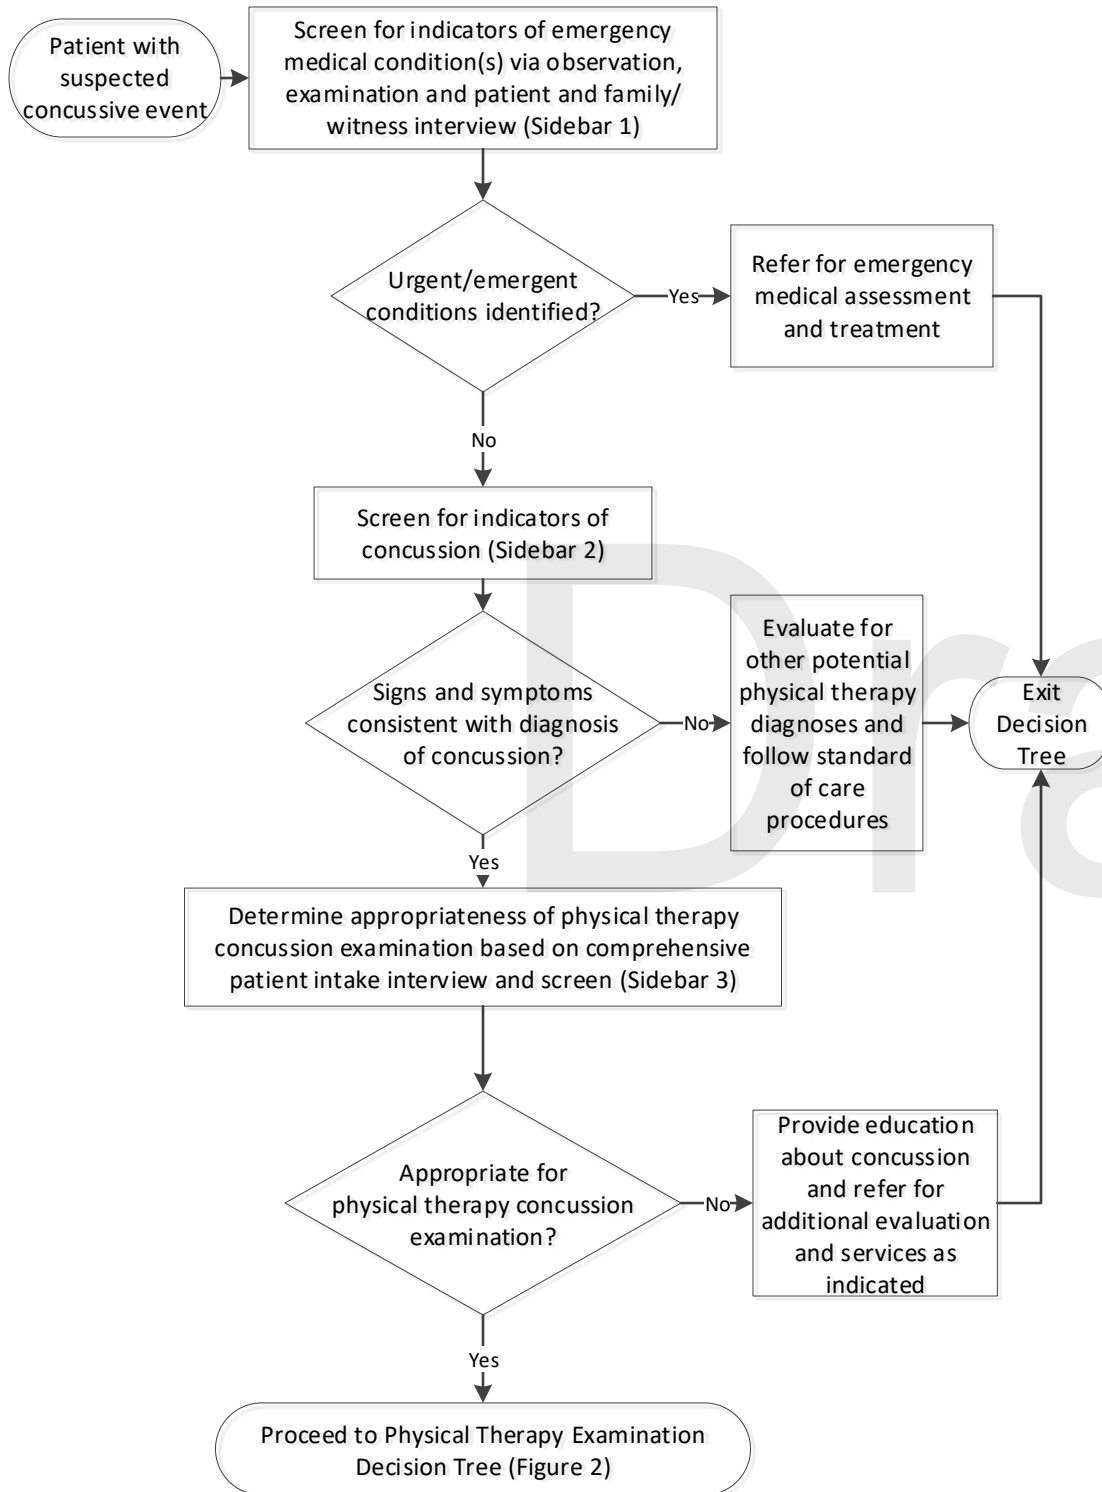 Patient with
suspected
concussive event
Screen for indicators of emergency
medical condition(s) via observation,
examination and patient and family/
witness interview (Sidebar 1)
Urgent/emergent
conditions identified?
Yes
Refer for emergency
medical assessment
and treatment
No
Screen for indicators of
concussion (Sidebar 2)
Signs and symptoms
consistent with diagnosis
of concussion?
No
Evaluate for
other potential
physical therapy
diagnoses and
follow standard
of care
procedures
Exit
Decision
Tree
Yes
Determine appropriateness of physical therapy
concussion examination based on comprehensive
patient intake interview and screen (Sidebar 3)
Appropriate for
physical therapy concussion
examination?
No
Provide education
about concussion
and refer for
additional evaluation
and services as
indicated
Yes
Proceed to Physical Therapy Examination
Decision Tree (Figure 2)
Dra